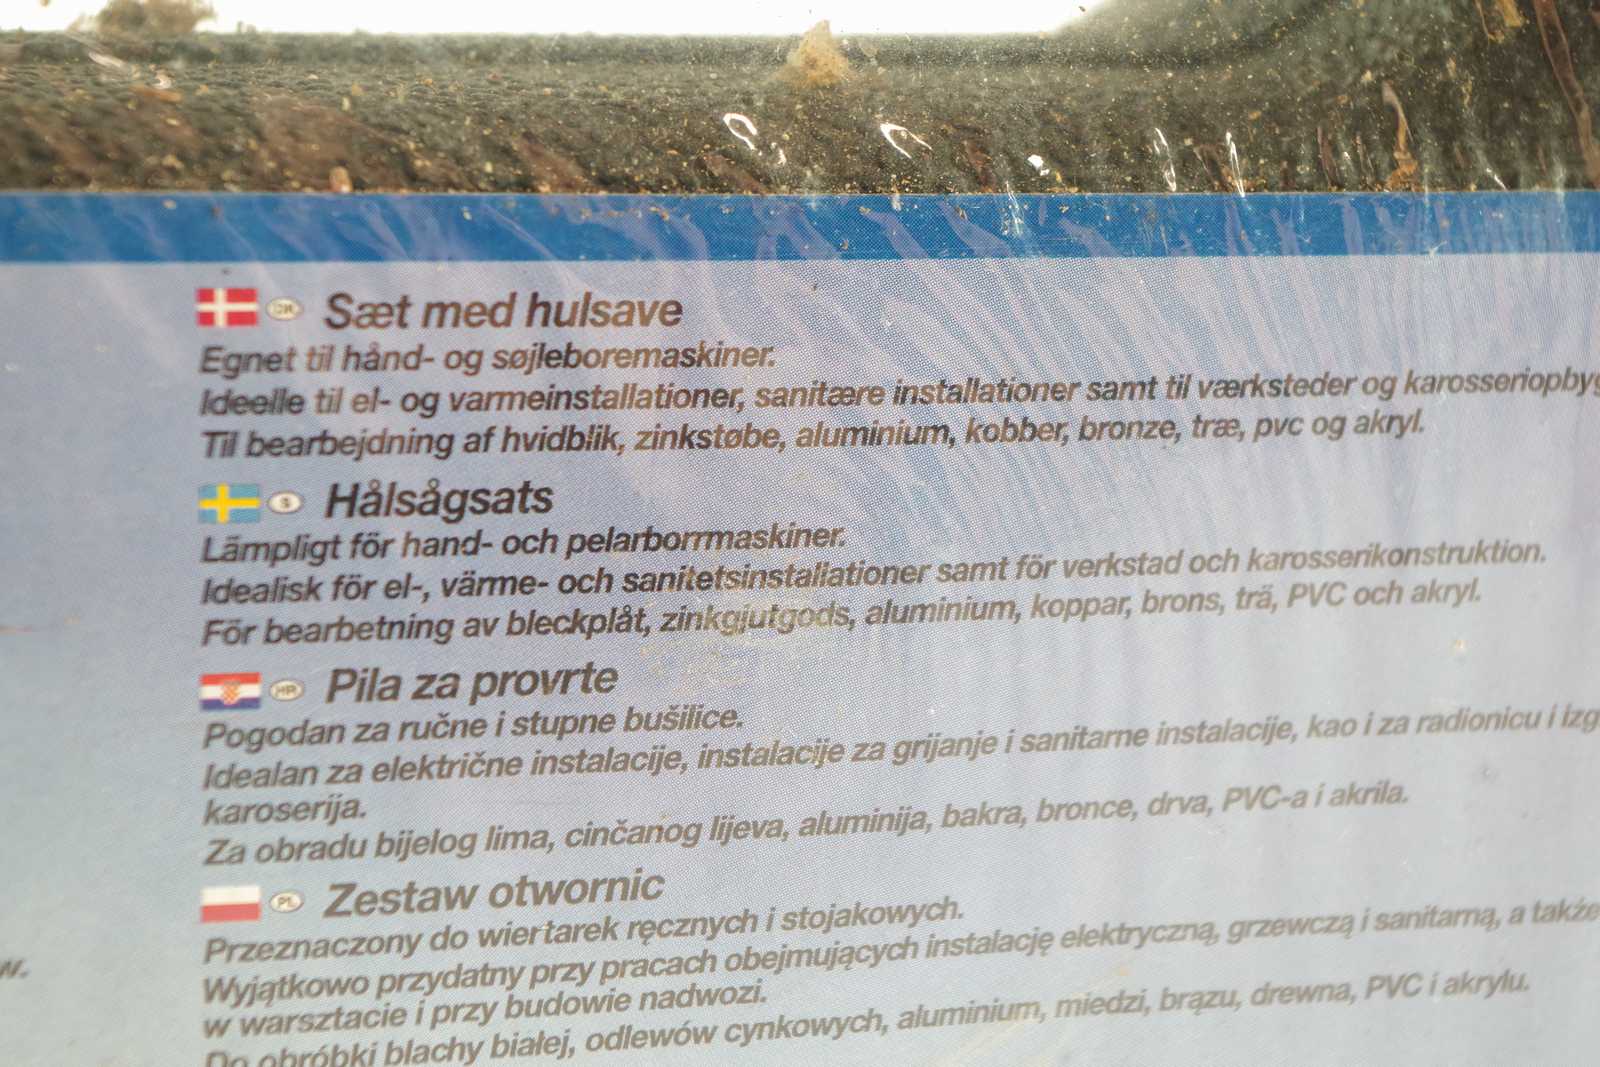 DK Sæt med hulsave
Egnet til hånd- og søjleboremaskiner.
Ideelle til el- og varmeinstallationer, sanitære installationer samt til værksteder og karosseriopbyg
Til bearbejdning af hvidblik, zinkstøbe, aluminium, kobber, bronze, træ, pvc og akryl.
S Hålsågsats
Lämpligt för hand- och pelarborrmaskiner.
Idealisk för el-, värme- och sanitetsinstallationer samt för verkstad och karosserikonstruktion.
För bearbetning av bleckplåt, zinkgjutgods, aluminium, koppar, brons, trä, PVC och akryl.
HR Pila za provrte
Pogodan za ručne i stupne bušilice.
Idealan za električne instalacije, instalacije za grijanje i sanitarne instalacije, kao i za radionicu i izg
karoserija.
Za obradu bijelog lima, cinčanog lijeva, aluminija, bakra, bronce, drva, PVC-a i akrila.
PL Zestaw otwornic
Przeznaczony do wiertarek ręcznych i stojakowych.
Wyjątkowo przydatny przy pracach obejmujących instalację elektryczną, grzewczą i sanitarną, a także
w warsztacie i przy budowie nadwozi.
w.
Do obróbki blachy białej, odlewów cynkowych, aluminium, miedzi, brązu, drewna, PVC i akrylu.